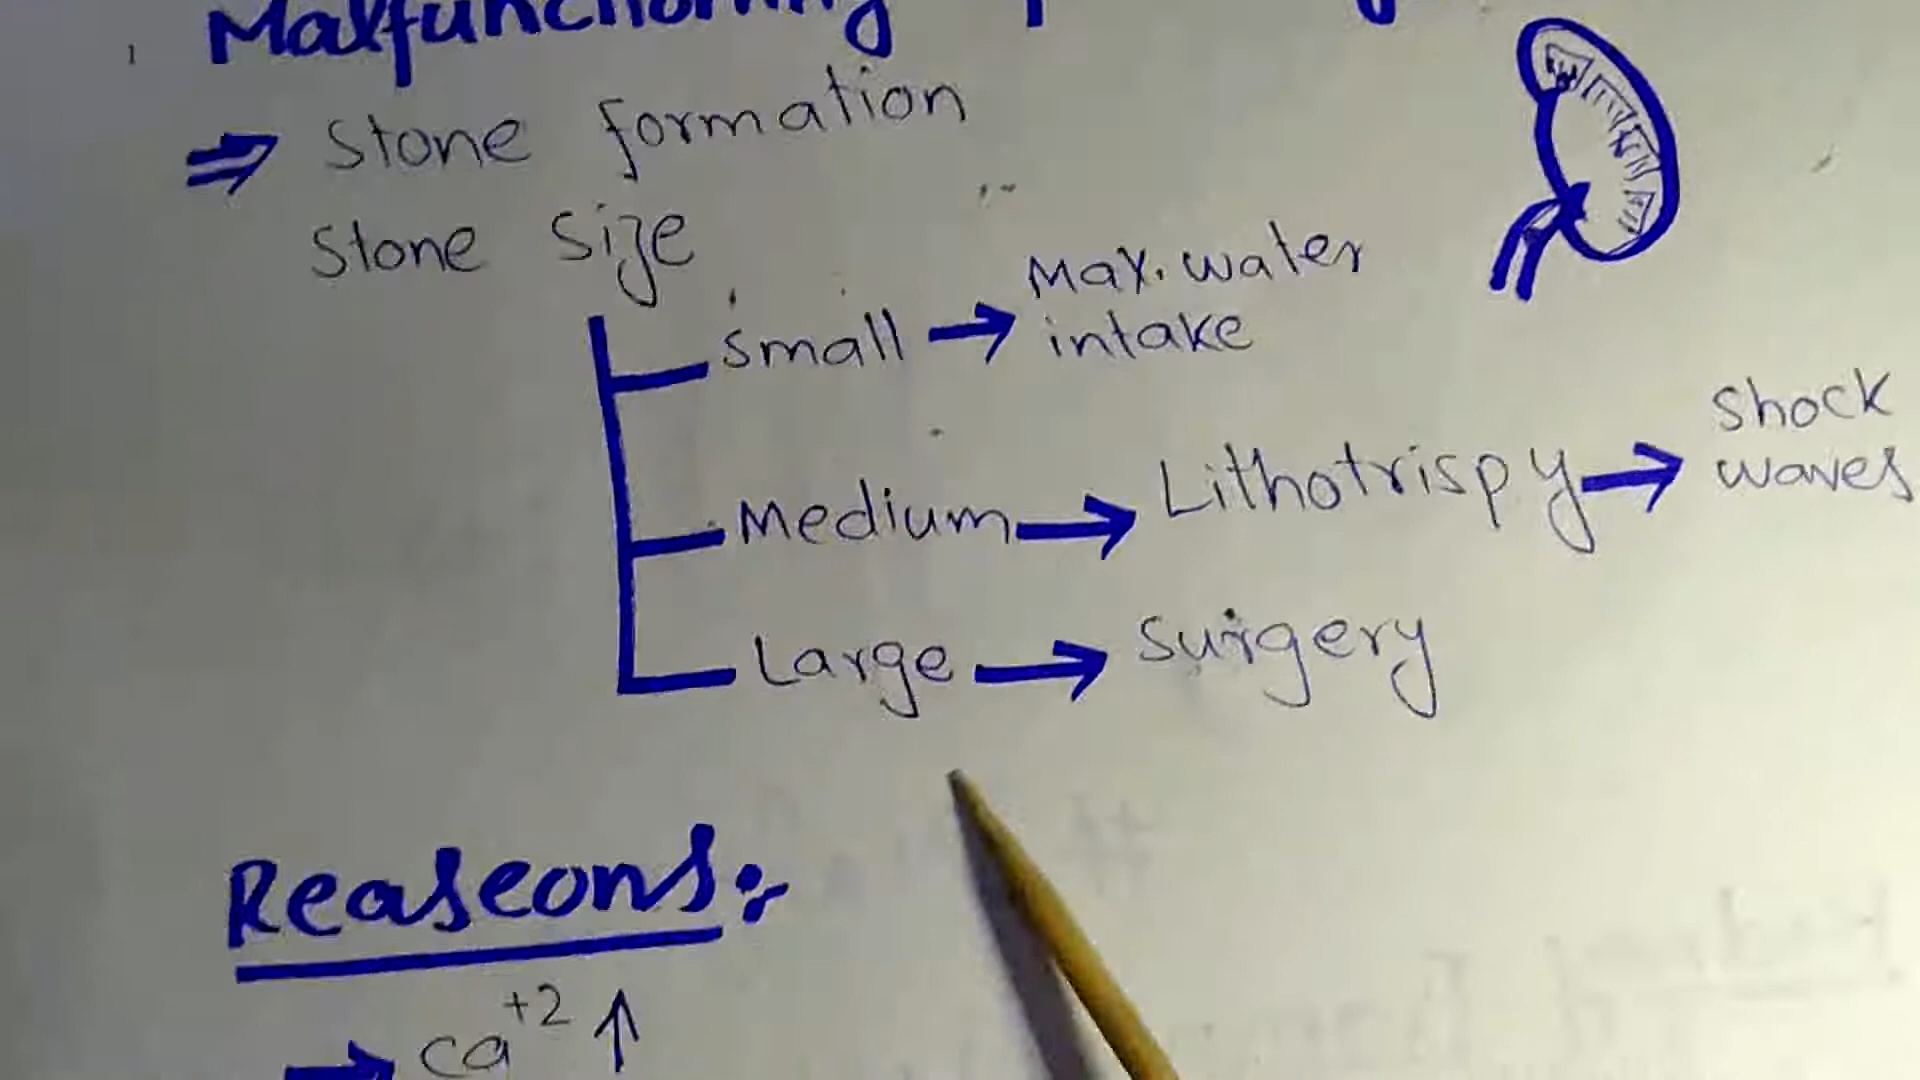 Malfunctioning
⇒ Stone formation
Stone Size
Small → Max. water intake
Medium → Lithotrispy → Shock waves
Large → Surgery
Reaseons:
→ Ca+2 ↑